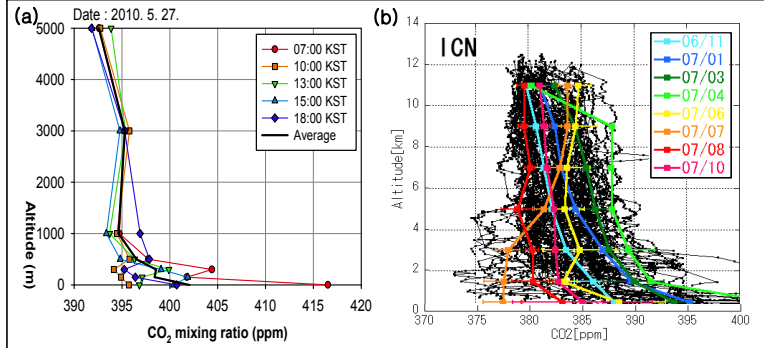 (a)
Date : 2010. 5. 27.
5000
4000
3000
2000
1000
0
Altitude (m)
390 395 400 405 410 415 420
CO2 mixing ratio (ppm)
07:00 KST
10:00 KST
13:00 KST
15:00 KST
18:00 KST
Average
(b)
ICN
14
12
10
8
6
4
2
0
Altitude[km]
370 375 380 385 390 395 400
CO2[ppm]
06/11
07/01
07/03
07/04
07/06
07/07
07/08
07/10